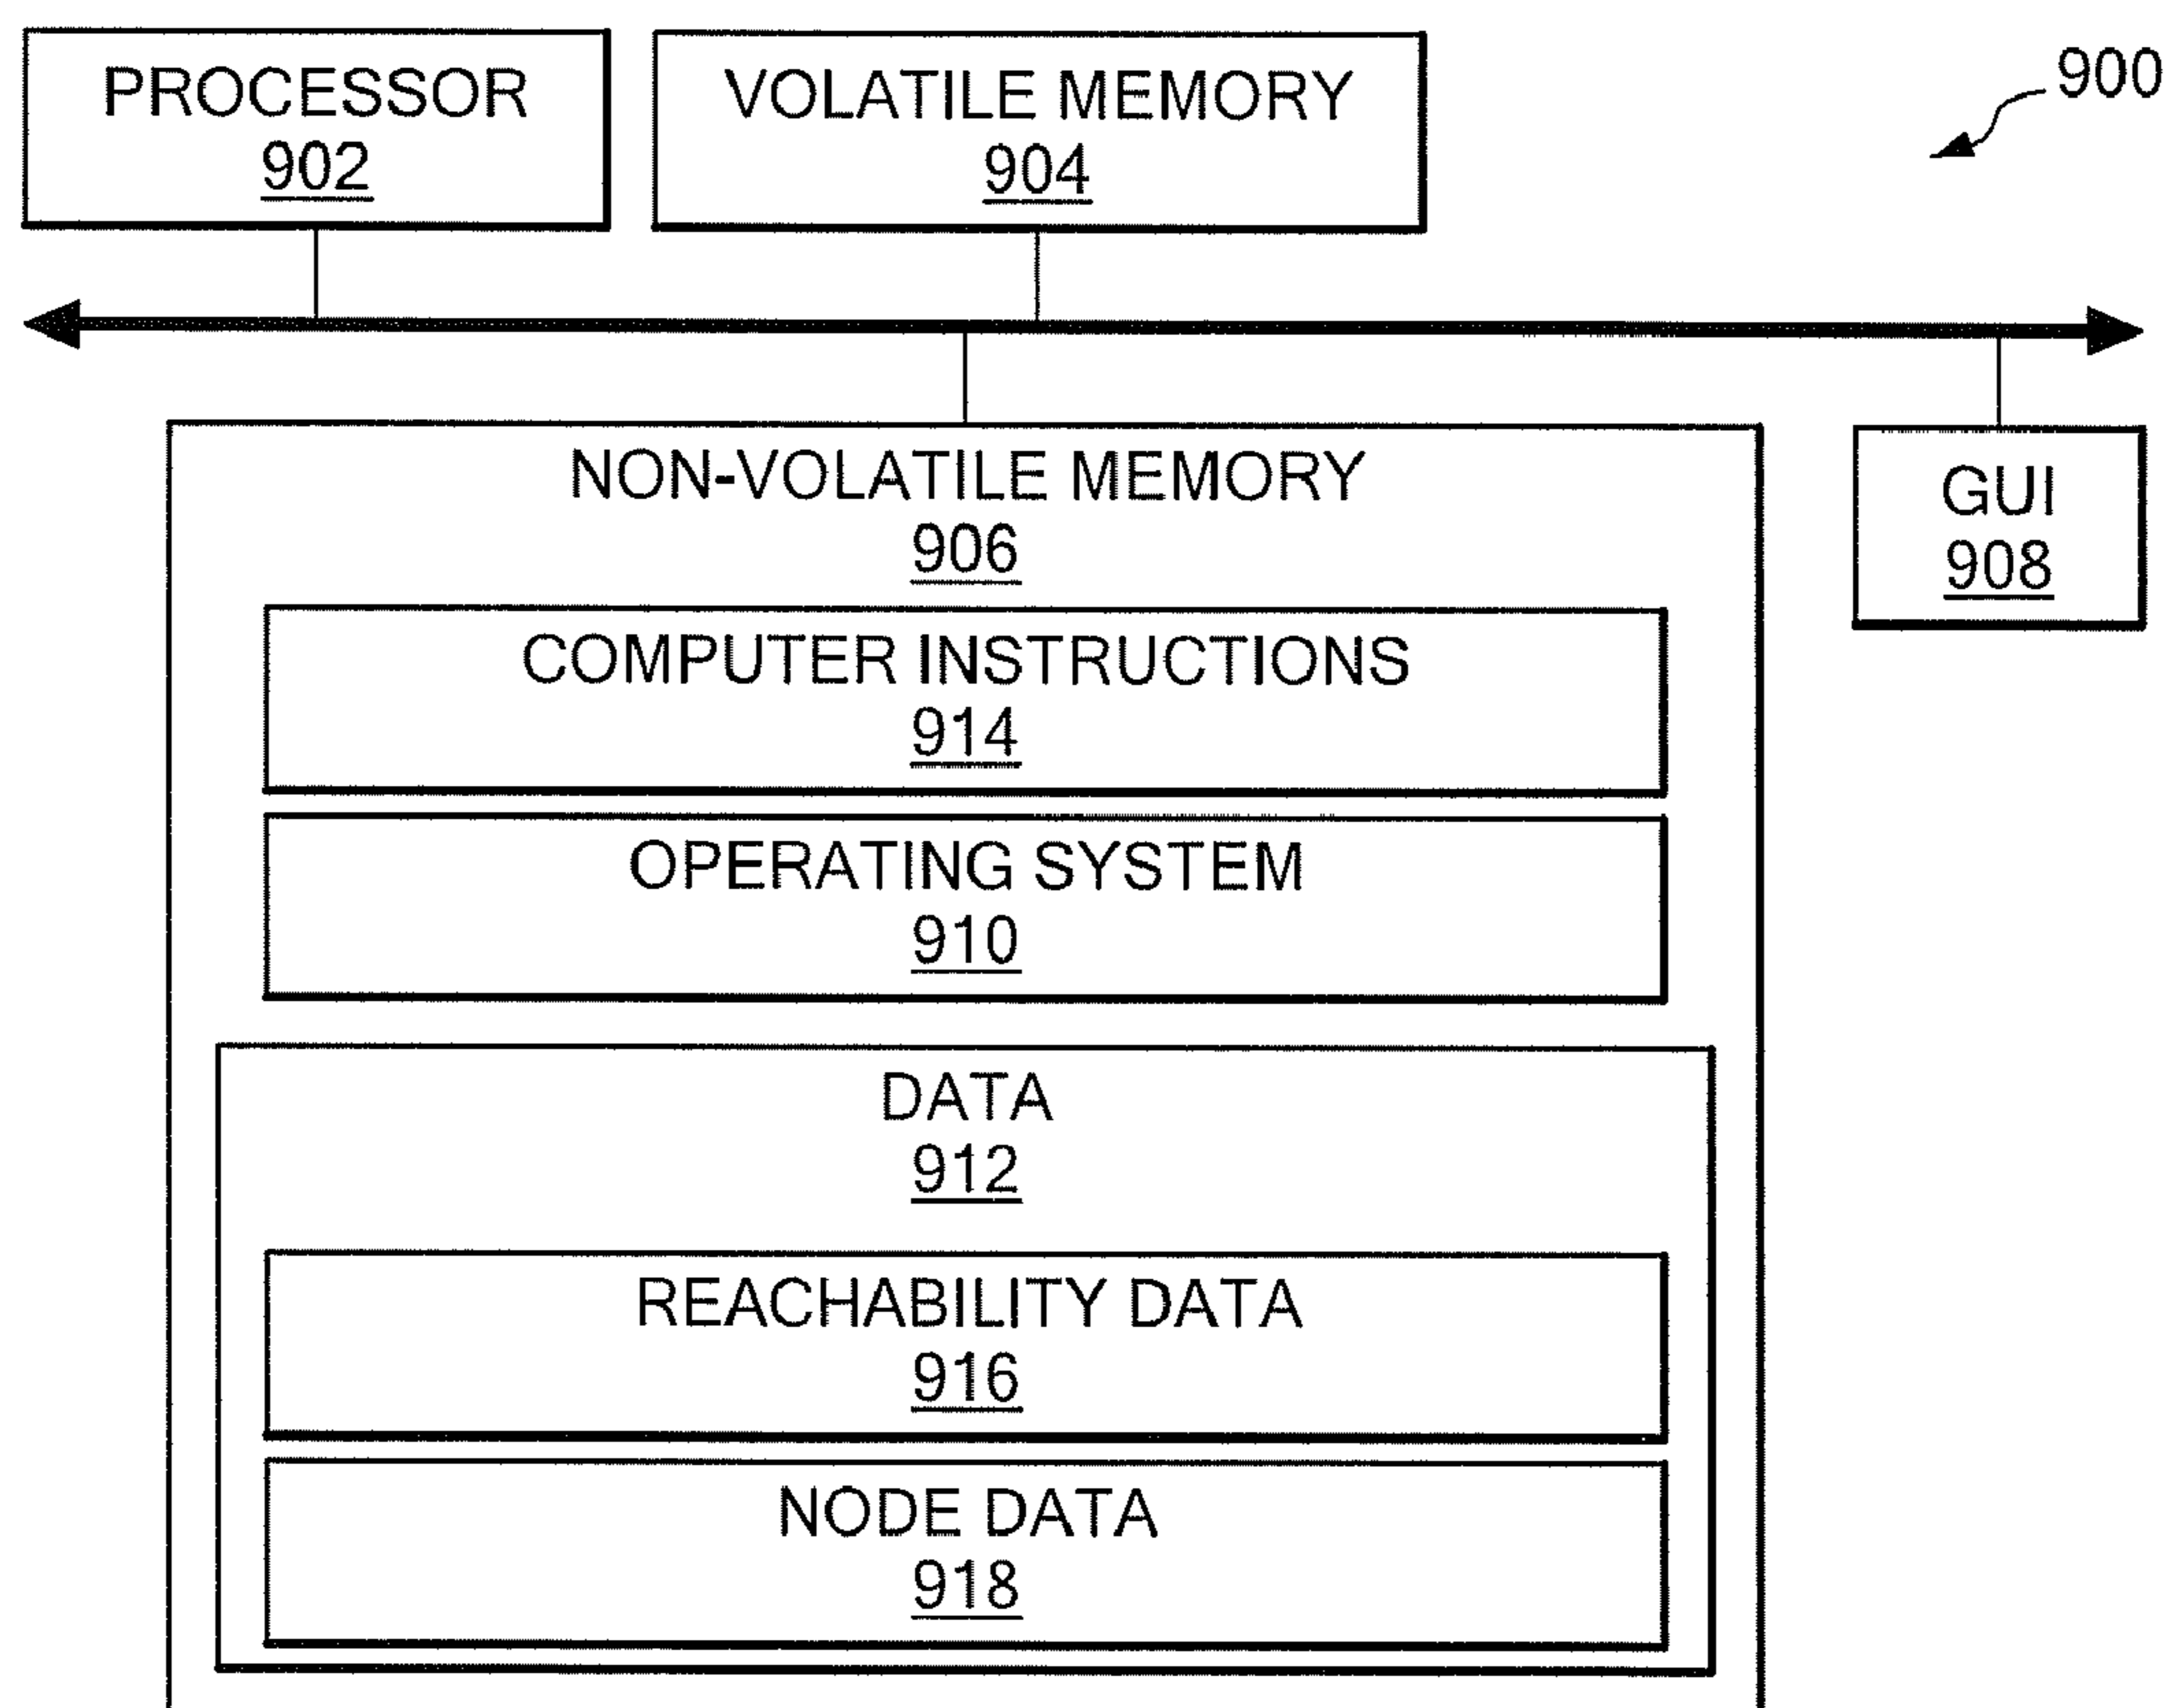 PROCESSOR
902
VOLATILE MEMORY
904
900
NON-VOLATILE MEMORY
906
GUI
908
COMPUTER INSTRUCTIONS
914
OPERATING SYSTEM
910
DATA
912
REACHABILITY DATA
916
NODE DATA
918